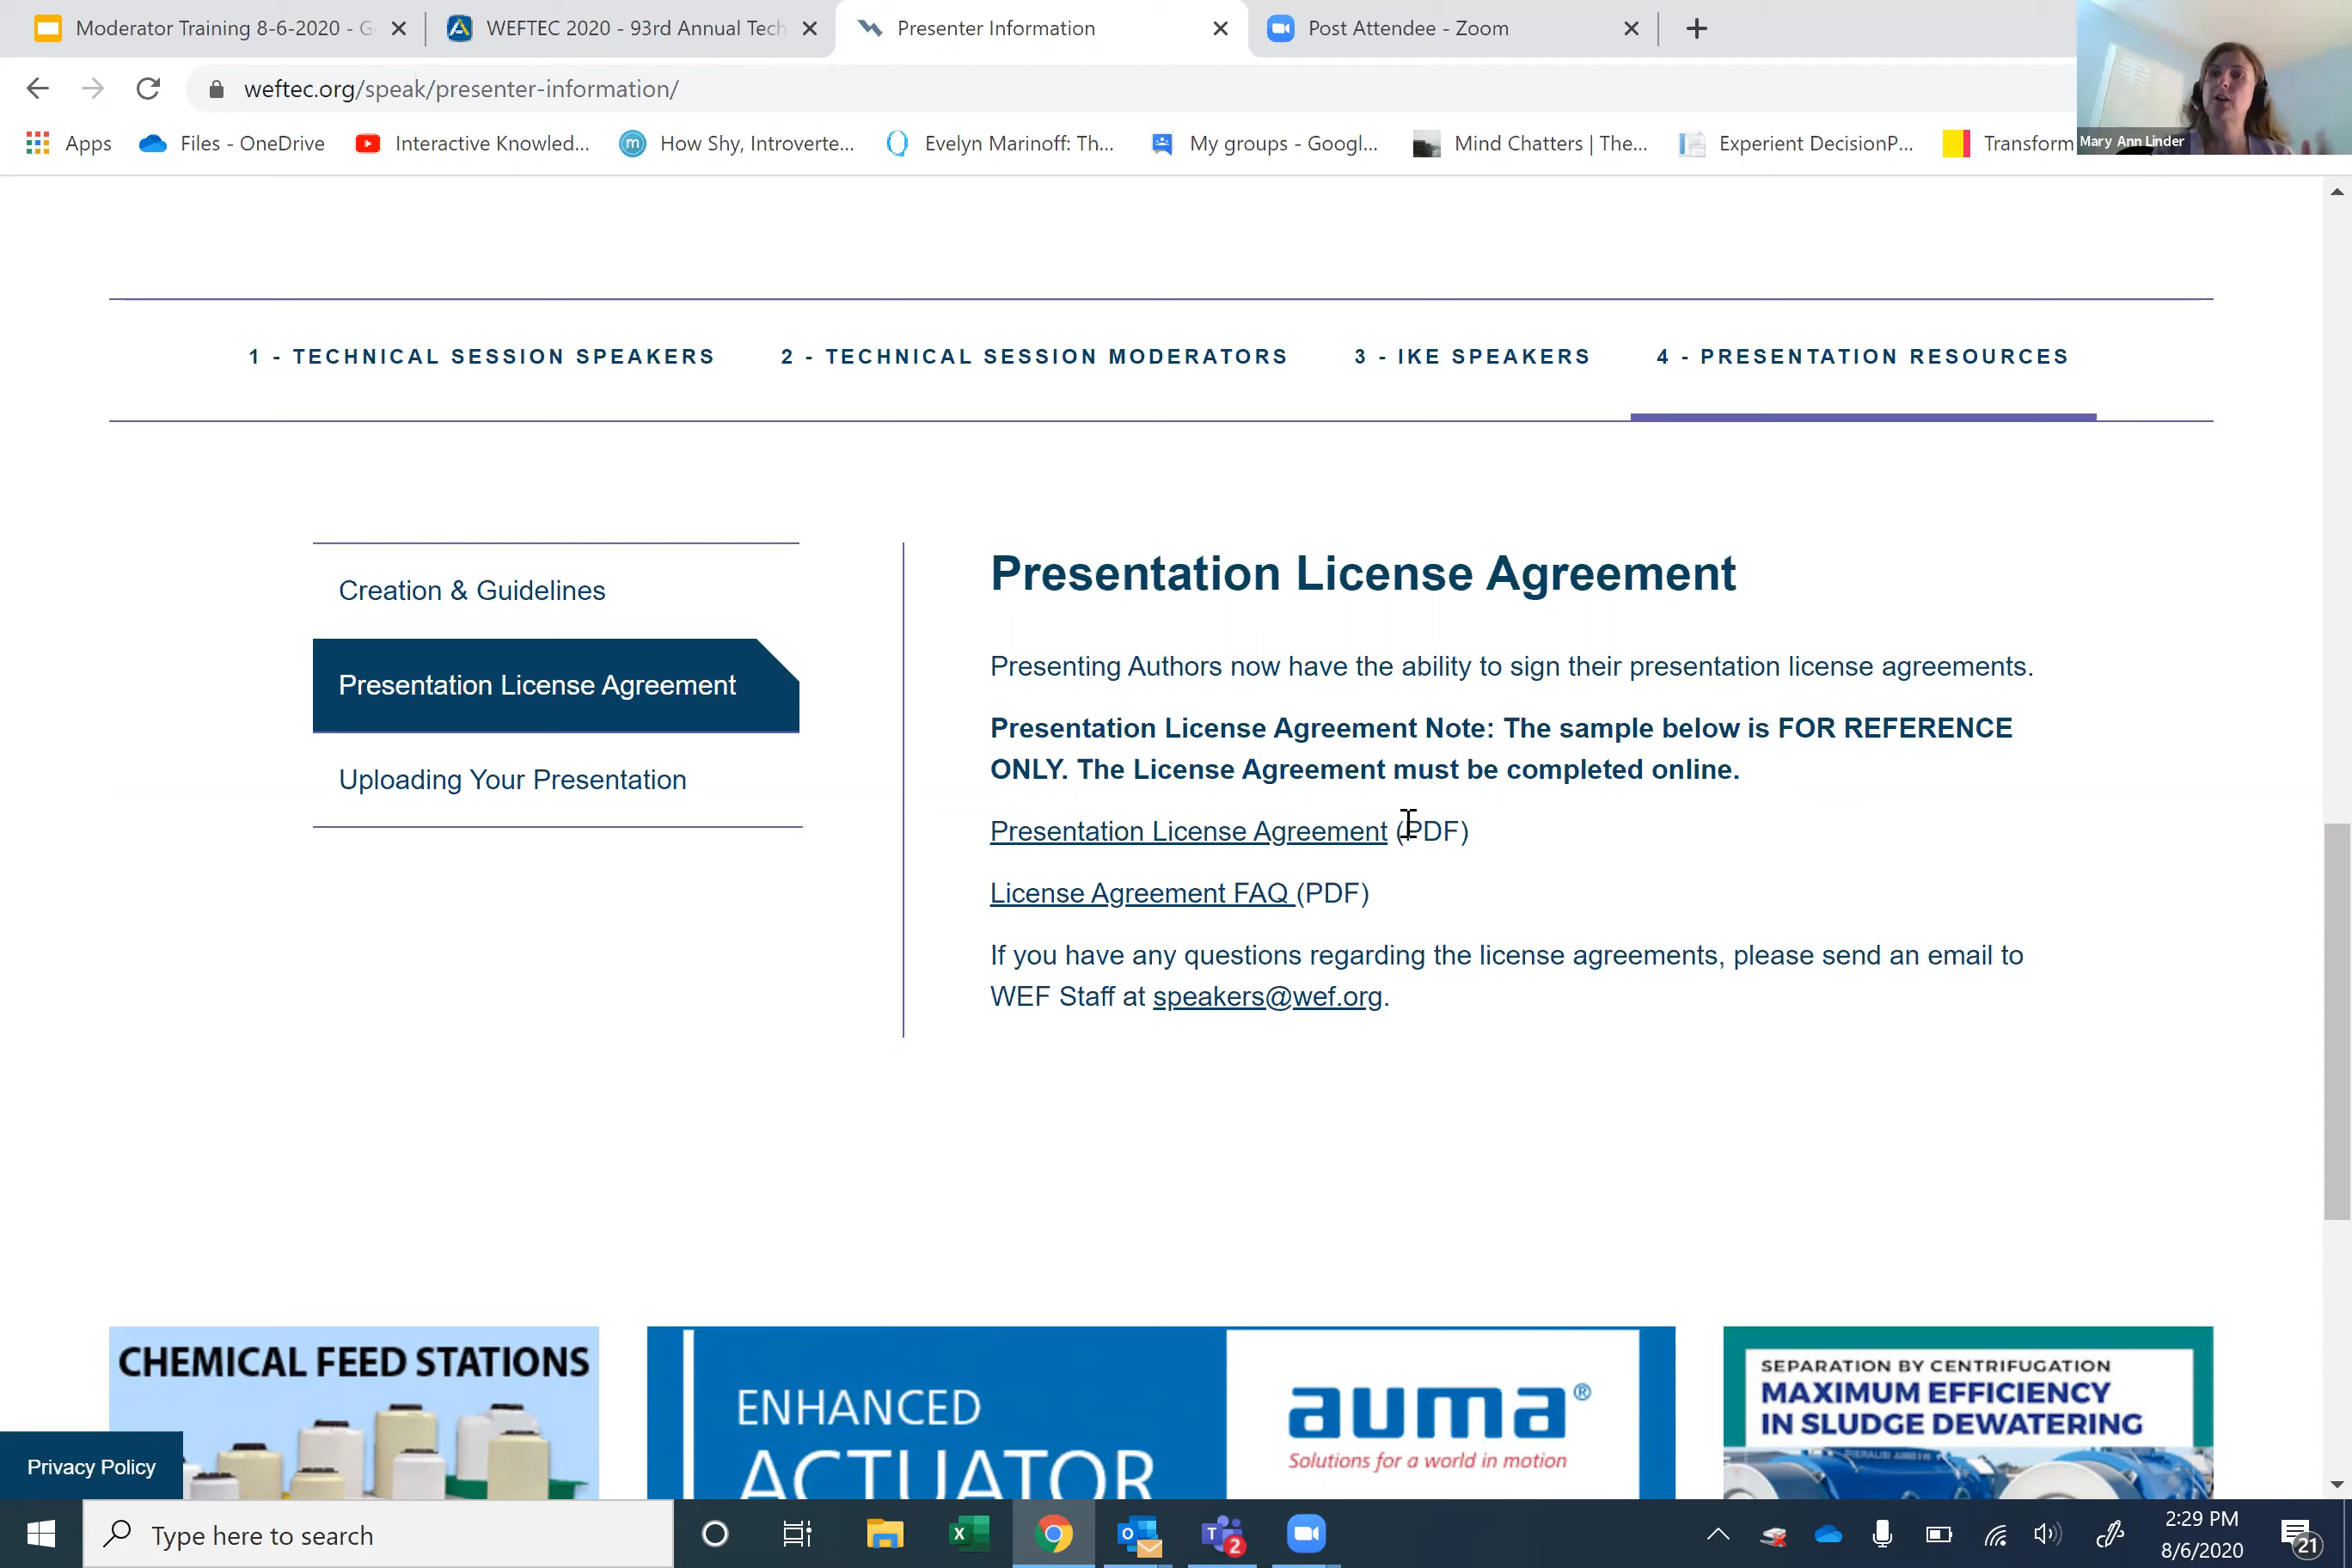 Moderator Training 8-6-2020 - G
WEFTEC 2020 - 93rd Annual Tech
Presenter Information
Post Attendee - Zoom
weftec.org/speak/presenter-information/
Apps
Files - OneDrive
Interactive Knowled...
How Shy, Introverte...
Evelyn Marinoff: Th...
My groups - Googl...
Mind Chatters | The...
Experient DecisionP...
Transform
Mary Ann Linder
1 - TECHNICAL SESSION SPEAKERS
2 - TECHNICAL SESSION MODERATORS
3 - IKE SPEAKERS
4 - PRESENTATION RESOURCES
Creation & Guidelines
Presentation License Agreement
Uploading Your Presentation
Presentation License Agreement
Presenting Authors now have the ability to sign their presentation license agreements.
Presentation License Agreement Note: The sample below is FOR REFERENCE
ONLY. The License Agreement must be completed online.
Presentation License Agreement (PDF)
License Agreement FAQ (PDF)
If you have any questions regarding the license agreements, please send an email to
WEF Staff at speakers@wef.org.
CHEMICAL FEED STATIONS
ENHANCED
ACTUATOR
auma®
Solutions for a world in motion
SEPARATION BY CENTRIFUGATION
MAXIMUM EFFICIENCY
IN SLUDGE DEWATERING
Privacy Policy
Type here to search
2
2:29 PM
8/6/2020
21